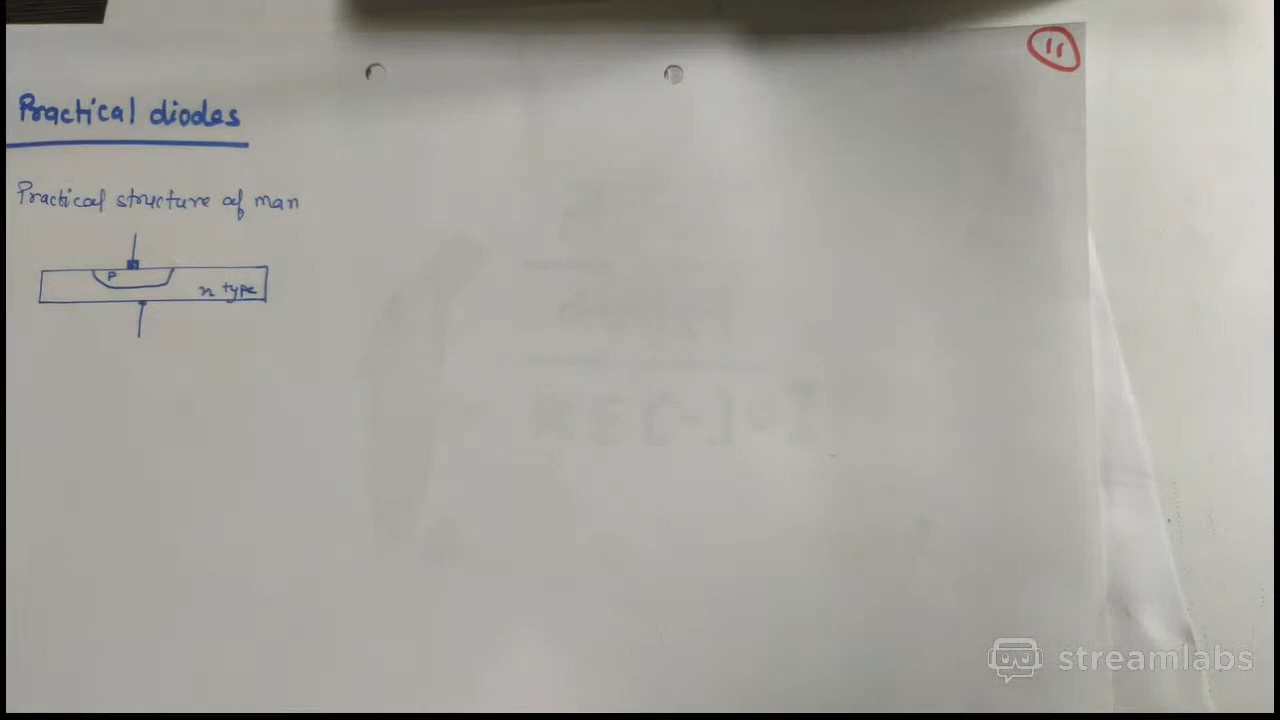 11
Practical diodes
Practical structure of man
P
n type
streamlabs